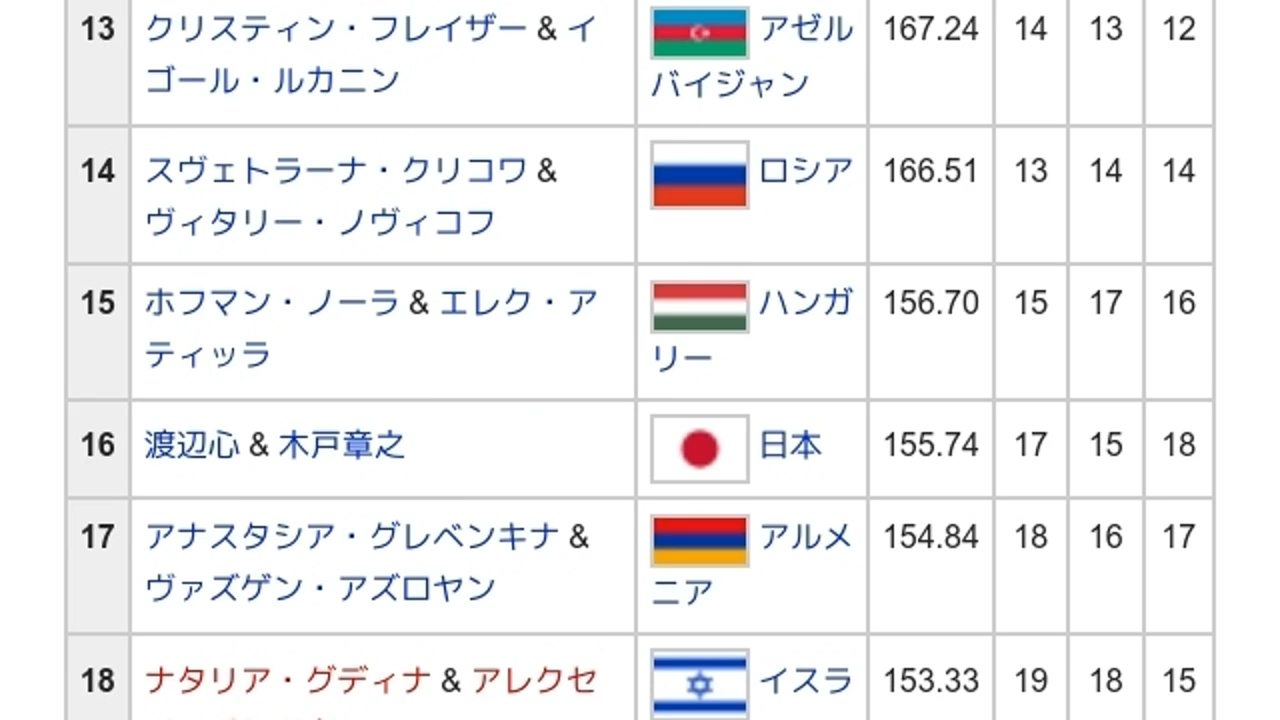 13 クリスティン・フレイザー & イ アゼル 167.24 14 13 12
ゴール・ルカニン バイジャン
14 スヴェトラーナ・クリコワ & ロシア 166.51 13 14 14
ヴィタリー・ノヴィコフ
15 ホフマン・ノーラ & エレク・ア ハンガ 156.70 15 17 16
ティッラ リー
16 渡辺心 & 木戸章之 日本 155.74 17 15 18
17 アナスタシア・グレベンキナ & アルメ 154.84 18 16 17
ヴァズゲン・アズロヤン ニア
18 ナタリア・グディナ & アレクセ イスラ 153.33 19 18 15